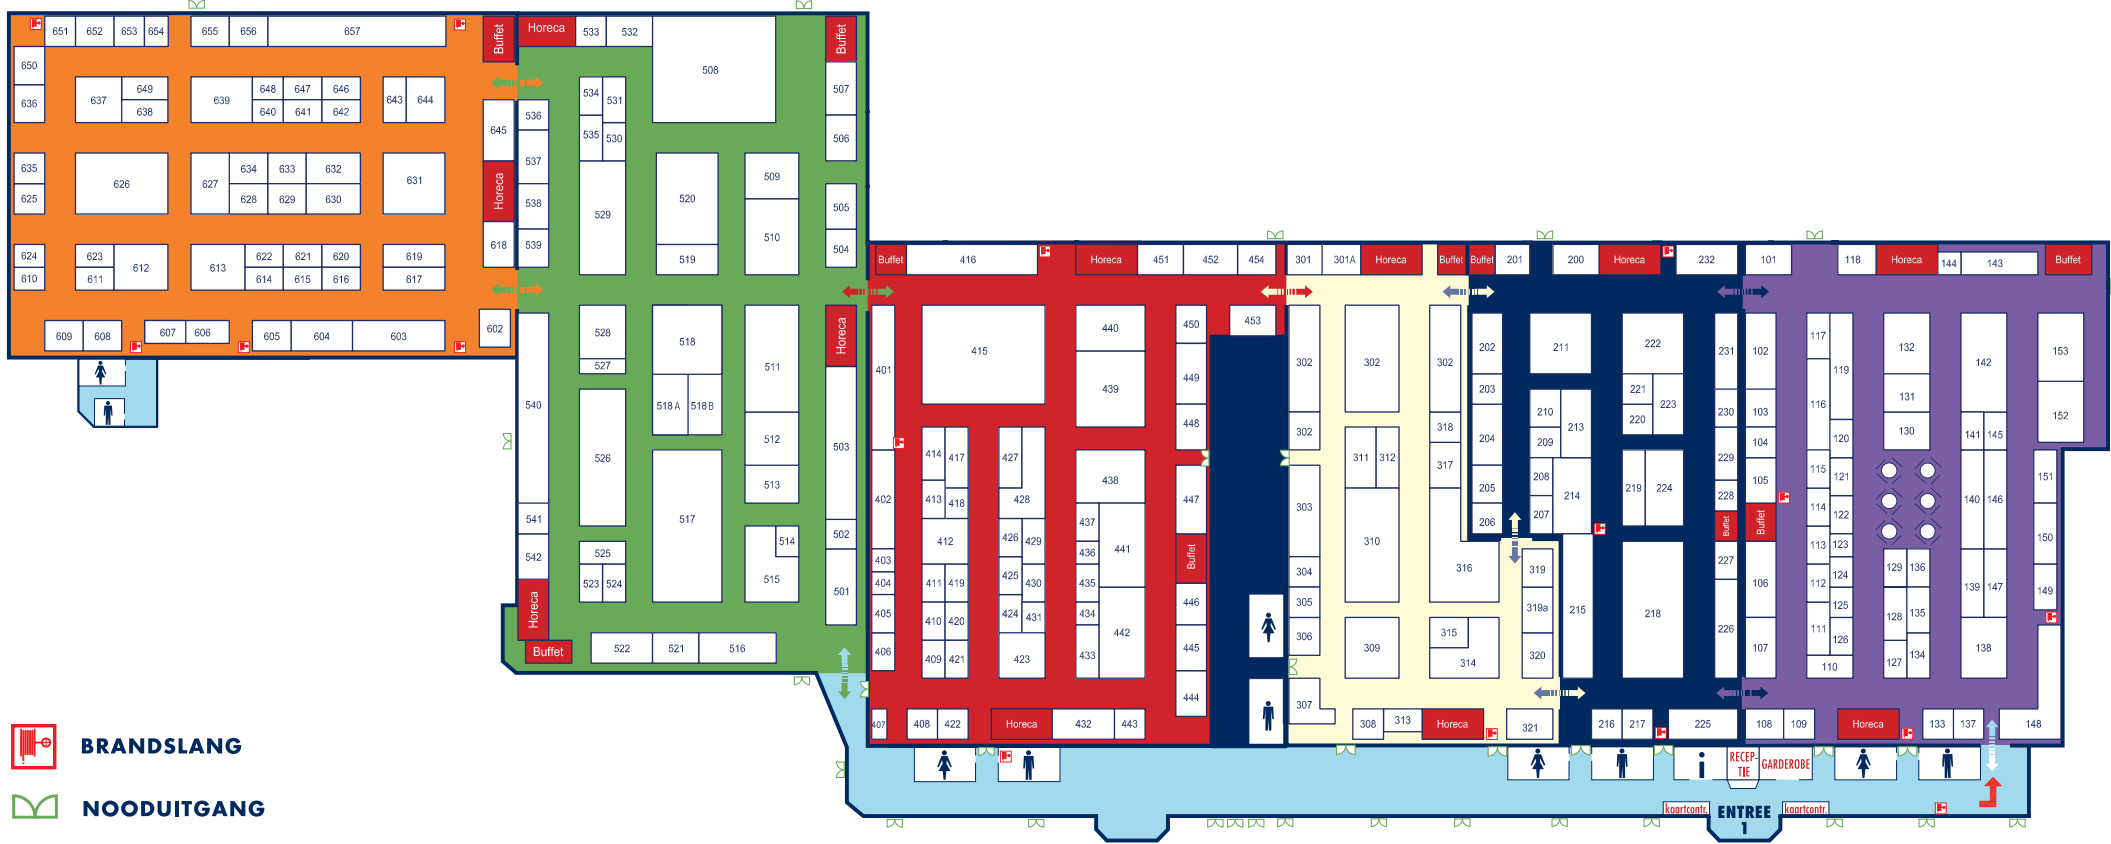 651 652 653 654 655 656 657 Buffet Horeca 533 532 Buffet
650 508 507
636 637 649 638 639 648 647 646 640 641 642 643 644 645 536 534 531 535 530 506
635 626 627 634 633 632 631 Horeca 537 529 520 509 505
625 628 629 630 538 510
624 623 622 621 620 619 618 539 519 504
610 611 612 613 614 615 616 617
609 608 607 606 605 604 603 602
528 518 511 Horeca
527
540 526 518A 518B 512 503
513
541 517 514 502
542 525 515 501
523 524
Horeca
Buffet 522 521 516
Buffet 416 Horeca 451 452 454
415 440 450 453
401 439 449
448
414 417 427 438
402 413 418 428 447
437
412 426 429 441
403 436 Buffet
404 411 419 425 430 435
405 410 420 424 431 434 446
442
406 409 421 423 433 445
444
407 408 422 Horeca 432 443
301 301A Horeca Buffet
302 302 302
302 311 312 318
317
303 310
304 316 319
305 319a
306 309 315 320
314
307 308 313 Horeca 321
Buffet 201 200 Horeca 232
202 211 222 231
203 221 223
204 210 213 220 230
209 229
205 208 214 219 224 228
206 207 Buffet
215 218 227
226
216 217 225
101 118 Horeca 144 143 Buffet
102 117 119 132 142 153
103 116 131 152
104 120 130 141 145
105 115 121 151
Buffet 114 122 140 146
113 123 150
106 112 124 129 136 139 147 149
125 128 135
107 111 126 127 134 138
110
108 109 Horeca 133 137 148
i RECEP-
TIE
GARDEROBE
kaartcontr. ENTREE kaartcontr.
1
BRANDSLANG
NOODUITGANG